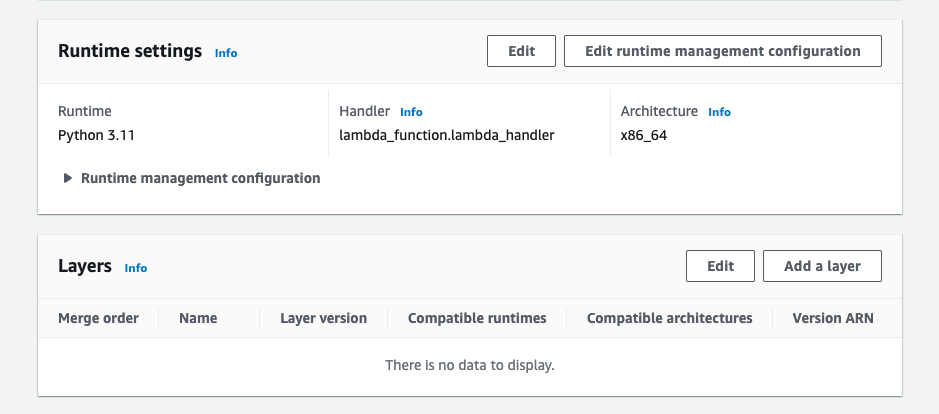 Runtime settings Info Edit Edit runtime management configuration
Runtime Handler Info Architecture Info
Python 3.11 lambda_function.lambda_handler x86_64
Runtime management configuration
Layers Info Edit Add a layer
Merge order Name Layer version Compatible runtimes Compatible architectures Version ARN
There is no data to display.